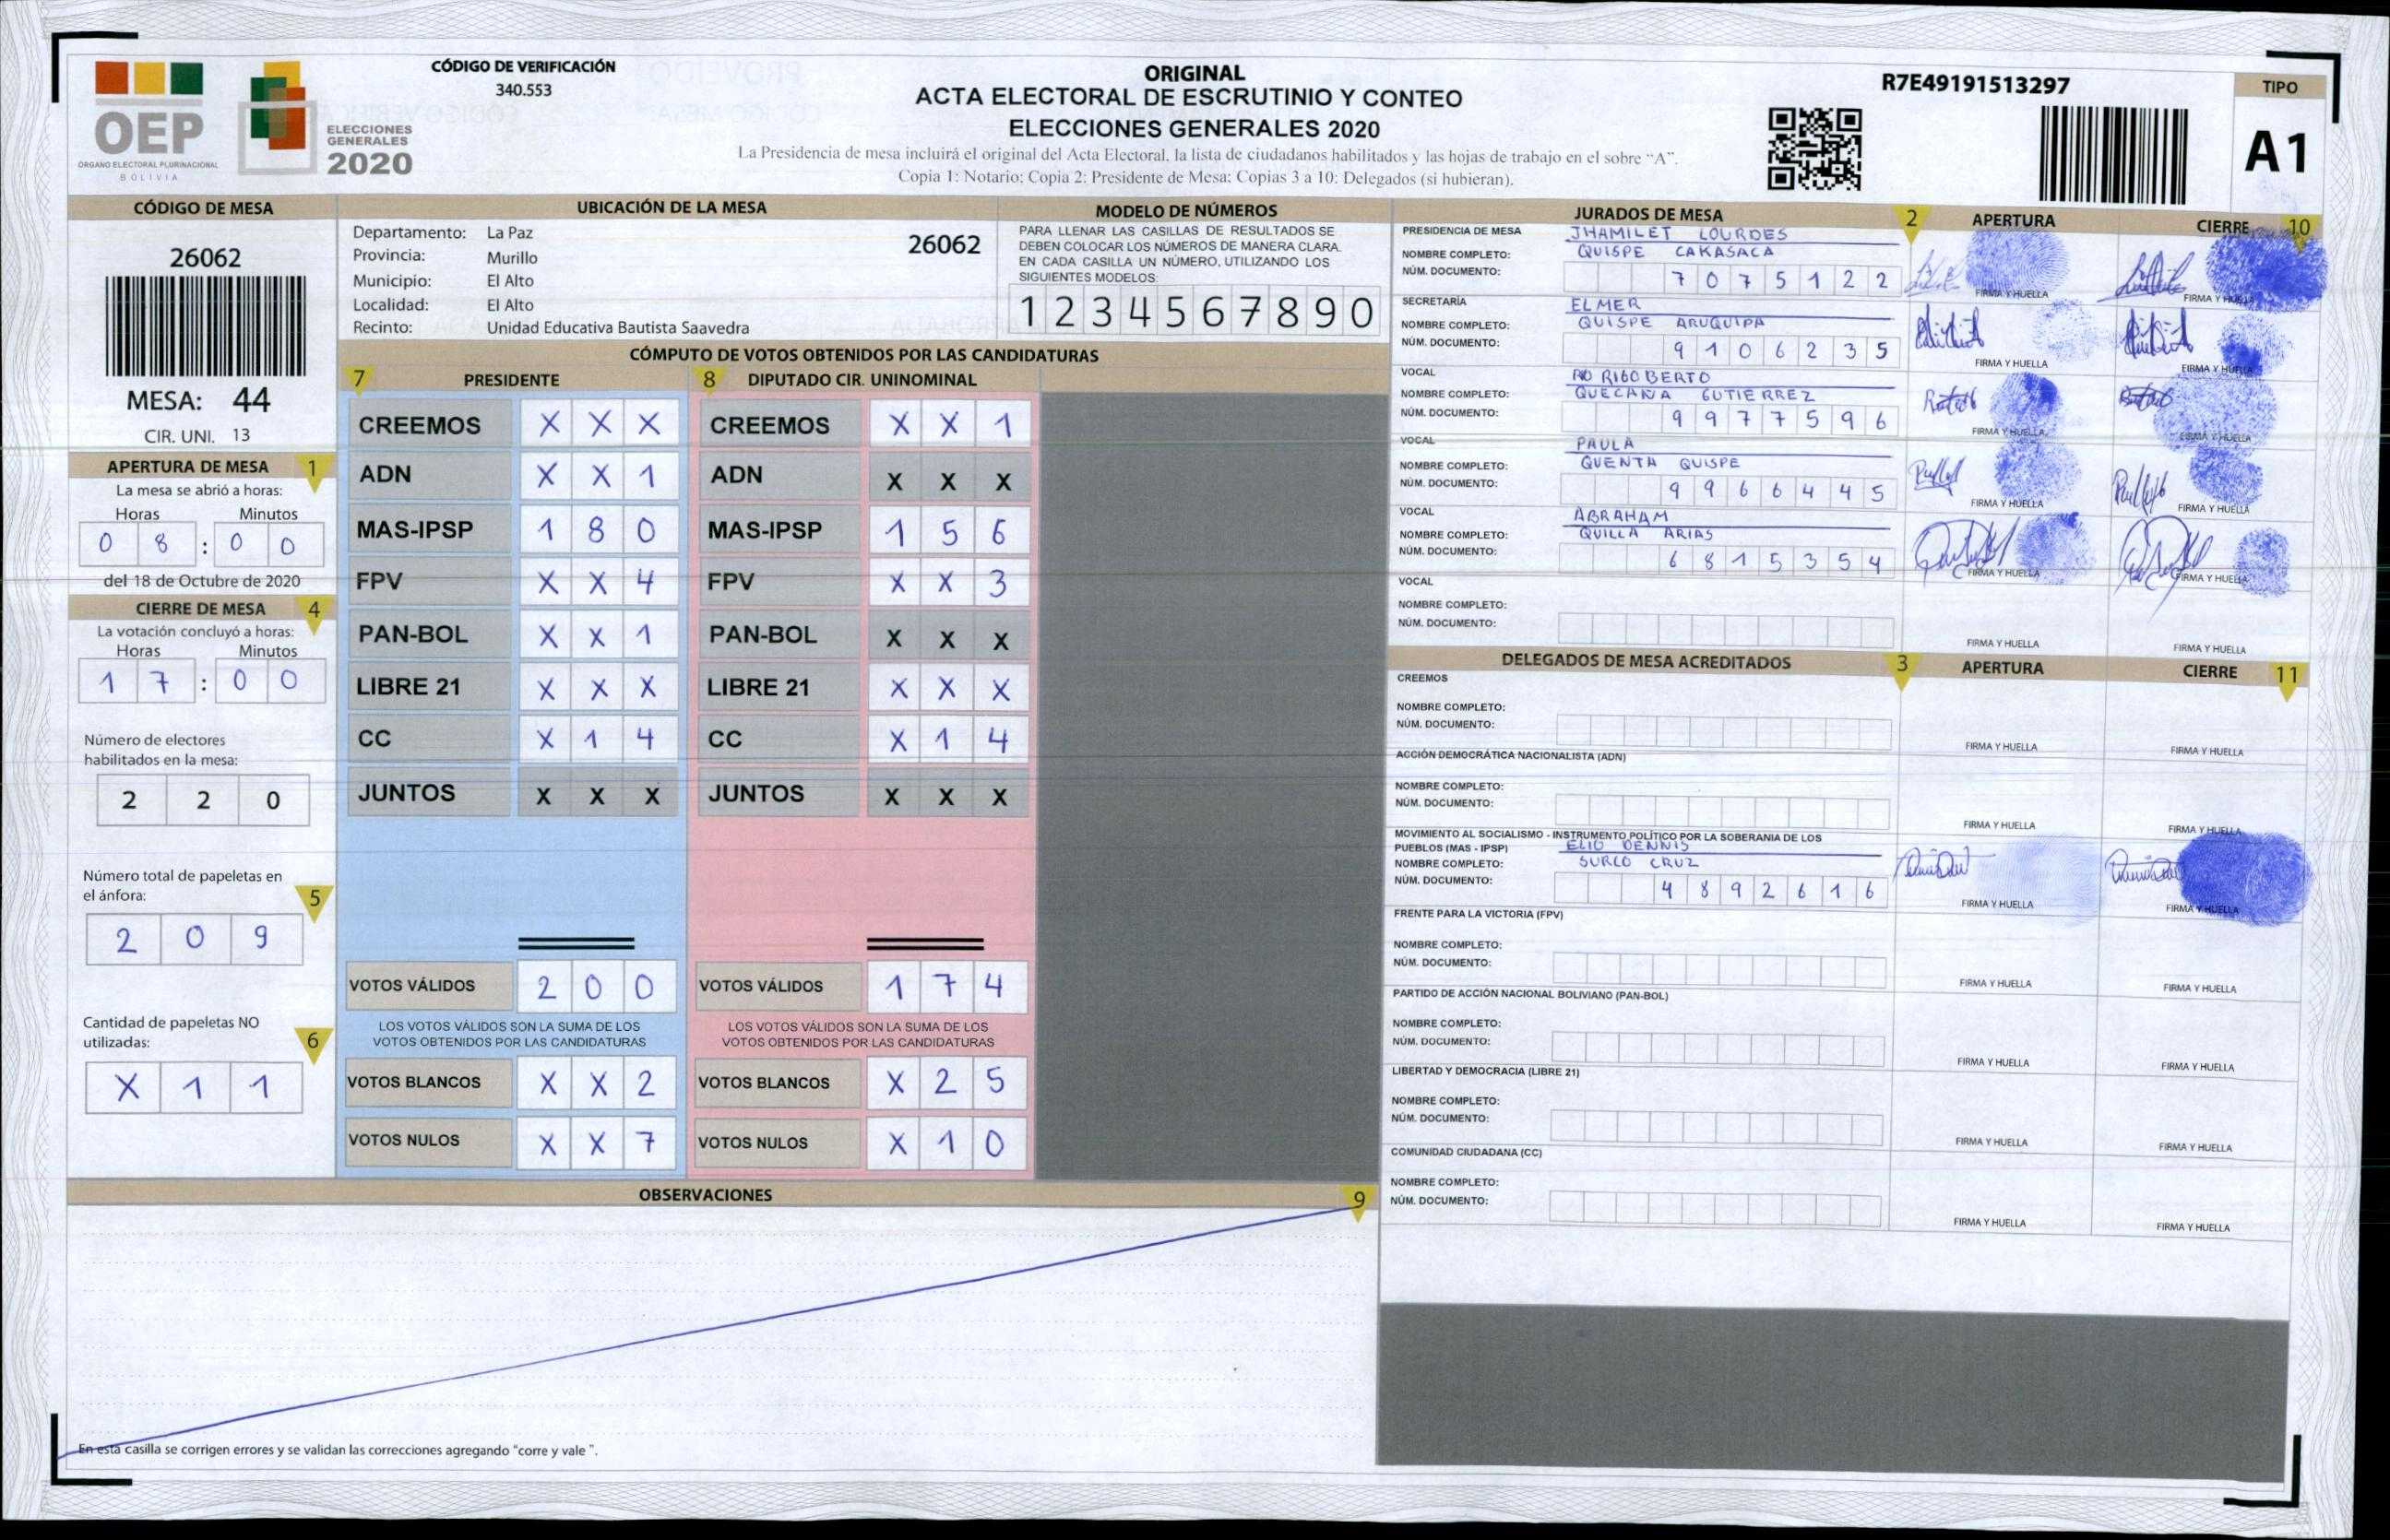 CÓDIGO DE VERIFICACIÓN
340.553
OEP
ÓRGANO ELECTORAL PLURINACIONAL
BOLIVIA
ELECCIONES
GENERALES
2020
ORIGINAL
ACTA ELECTORAL DE ESCRUTINIO Y CONTEO
ELECCIONES GENERALES 2020
La Presidencia de mesa incluirá el original del Acta Electoral, la lista de ciudadanos habilitados y las hojas de trabajo en el sobre "A".
Copia 1: Notario; Copia 2: Presidente de Mesa; Copias 3 a 10: Delegados (si hubieran).
R7E49191513297
TIPO
A1
CÓDIGO DE MESA
26062
MESA: 44
CIR. UNI. 13
APERTURA DE MESA 1
La mesa se abrió a horas:
Horas Minutos
0 8 : 0 0
del 18 de Octubre de 2020
CIERRE DE MESA 4
La votación concluyó a horas:
Horas Minutos
1 7 : 0 0
Número de electores
habilitados en la mesa:
2 2 0
Número total de papeletas en
el ánfora: 5
2 0 9
Cantidad de papeletas NO
utilizadas: 6
X 1 1
UBICACIÓN DE LA MESA
Departamento: La Paz
26062
Provincia: Murillo
Municipio: El Alto
Localidad: El Alto
Recinto: Unidad Educativa Bautista Saavedra
MODELO DE NÚMEROS
PARA LLENAR LAS CASILLAS DE RESULTADOS SE
DEBEN COLOCAR LOS NÚMEROS DE MANERA CLARA.
EN CADA CASILLA UN NÚMERO, UTILIZANDO LOS
SIGUIENTES MODELOS:
1 2 3 4 5 6 7 8 9 0
CÓMPUTO DE VOTOS OBTENIDOS POR LAS CANDIDATURAS
7 PRESIDENTE 8 DIPUTADO CIR. UNINOMINAL
CREEMOS X X X CREEMOS X X 1
ADN X X 1 ADN X X X
MAS-IPSP 1 8 0 MAS-IPSP 1 5 6
FPV X X 4 FPV X X 3
PAN-BOL X X 1 PAN-BOL X X X
LIBRE 21 X X X LIBRE 21 X X X
CC X 1 4 CC X 1 4
JUNTOS X X X JUNTOS X X X
VOTOS VÁLIDOS 2 0 0 VOTOS VÁLIDOS 1 7 4
LOS VOTOS VÁLIDOS SON LA SUMA DE LOS LOS VOTOS VÁLIDOS SON LA SUMA DE LOS
VOTOS OBTENIDOS POR LAS CANDIDATURAS VOTOS OBTENIDOS POR LAS CANDIDATURAS
VOTOS BLANCOS X X 2 VOTOS BLANCOS X 2 5
VOTOS NULOS X X 7 VOTOS NULOS X 1 0
OBSERVACIONES 9
En esta casilla se corrigen errores y se validan las correcciones agregando "corre y vale ".
JURADOS DE MESA 2 APERTURA CIERRE 10
PRESIDENCIA DE MESA JHAMILET LOURDES
NOMBRE COMPLETO: QUISPE CAKASACA
NÚM. DOCUMENTO: 7 0 7 5 1 2 2
FIRMA Y HUELLA FIRMA Y HUELLA
SECRETARÍA ELMER
NOMBRE COMPLETO: QUISPE ARUQUIPA
NÚM. DOCUMENTO: 9 1 0 6 2 3 5
FIRMA Y HUELLA FIRMA Y HUELLA
VOCAL RIGOBERTO
NOMBRE COMPLETO: QUECAÑA GUTIERREZ
NÚM. DOCUMENTO: 9 9 7 7 5 9 6
FIRMA Y HUELLA FIRMA Y HUELLA
VOCAL PAULA
NOMBRE COMPLETO: QUENTA QUISPE
NÚM. DOCUMENTO: 9 9 6 6 4 4 5
FIRMA Y HUELLA FIRMA Y HUELLA
VOCAL ABRAHAM
NOMBRE COMPLETO: QUILLA ARIAS
NÚM. DOCUMENTO: 6 8 1 5 3 5 4
FIRMA Y HUELLA FIRMA Y HUELLA
VOCAL
NOMBRE COMPLETO:
NÚM. DOCUMENTO:
FIRMA Y HUELLA FIRMA Y HUELLA
DELEGADOS DE MESA ACREDITADOS 3 APERTURA CIERRE 11
CREEMOS
NOMBRE COMPLETO:
NÚM. DOCUMENTO:
FIRMA Y HUELLA FIRMA Y HUELLA
ACCIÓN DEMOCRÁTICA NACIONALISTA (ADN)
NOMBRE COMPLETO:
NÚM. DOCUMENTO:
FIRMA Y HUELLA FIRMA Y HUELLA
MOVIMIENTO AL SOCIALISMO - INSTRUMENTO POLÍTICO POR LA SOBERANIA DE LOS
PUEBLOS (MAS - IPSP) ELIO DENNIS
NOMBRE COMPLETO: SURCO CRUZ
NÚM. DOCUMENTO: 4 8 9 2 6 1 6
FIRMA Y HUELLA FIRMA Y HUELLA
FRENTE PARA LA VICTORIA (FPV)
NOMBRE COMPLETO:
NÚM. DOCUMENTO:
FIRMA Y HUELLA FIRMA Y HUELLA
PARTIDO DE ACCIÓN NACIONAL BOLIVIANO (PAN-BOL)
NOMBRE COMPLETO:
NÚM. DOCUMENTO:
FIRMA Y HUELLA FIRMA Y HUELLA
LIBERTAD Y DEMOCRACIA (LIBRE 21)
NOMBRE COMPLETO:
NÚM. DOCUMENTO:
FIRMA Y HUELLA FIRMA Y HUELLA
COMUNIDAD CIUDADANA (CC)
NOMBRE COMPLETO:
NÚM. DOCUMENTO:
FIRMA Y HUELLA FIRMA Y HUELLA